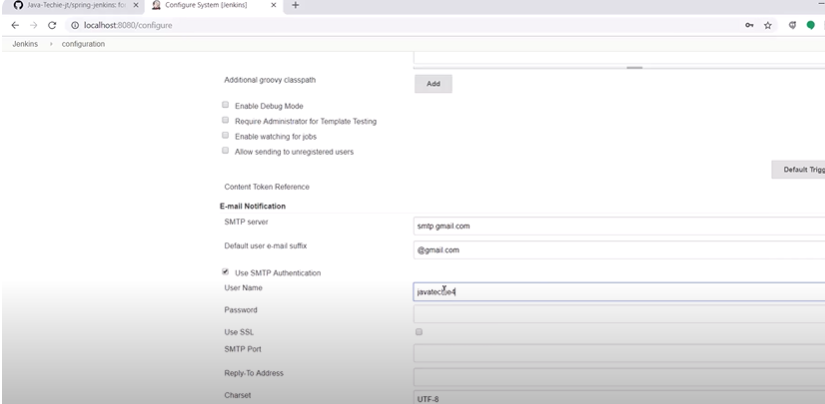 Java-Techie-jt/spring-jenkins: fo
Configure System [Jenkins]
localhost:8080/configure
Jenkins
configuration
Additional groovy classpath
Add
Enable Debug Mode
Require Administrator for Template Testing
Enable watching for jobs
Allow sending to unregistered users
Default Trigg
Content Token Reference
E-mail Notification
SMTP server
smtp.gmail.com
Default user e-mail suffix
@gmail.com
Use SMTP Authentication
User Name
Password
Use SSL
SMTP Port
Reply-To Address
Charset
UTF-8